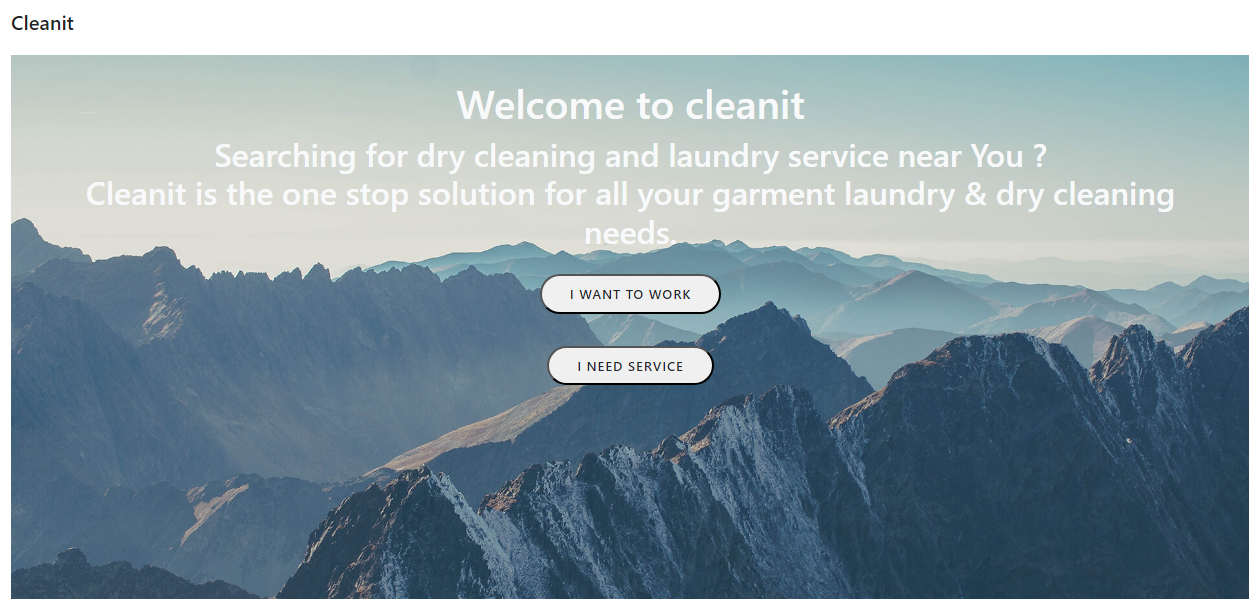 Cleanit
Welcome to cleanit
Searching for dry cleaning and laundry service near You ?
Cleanit is the one stop solution for all your garment laundry & dry cleaning
needs.
I WANT TO WORK
I NEED SERVICE